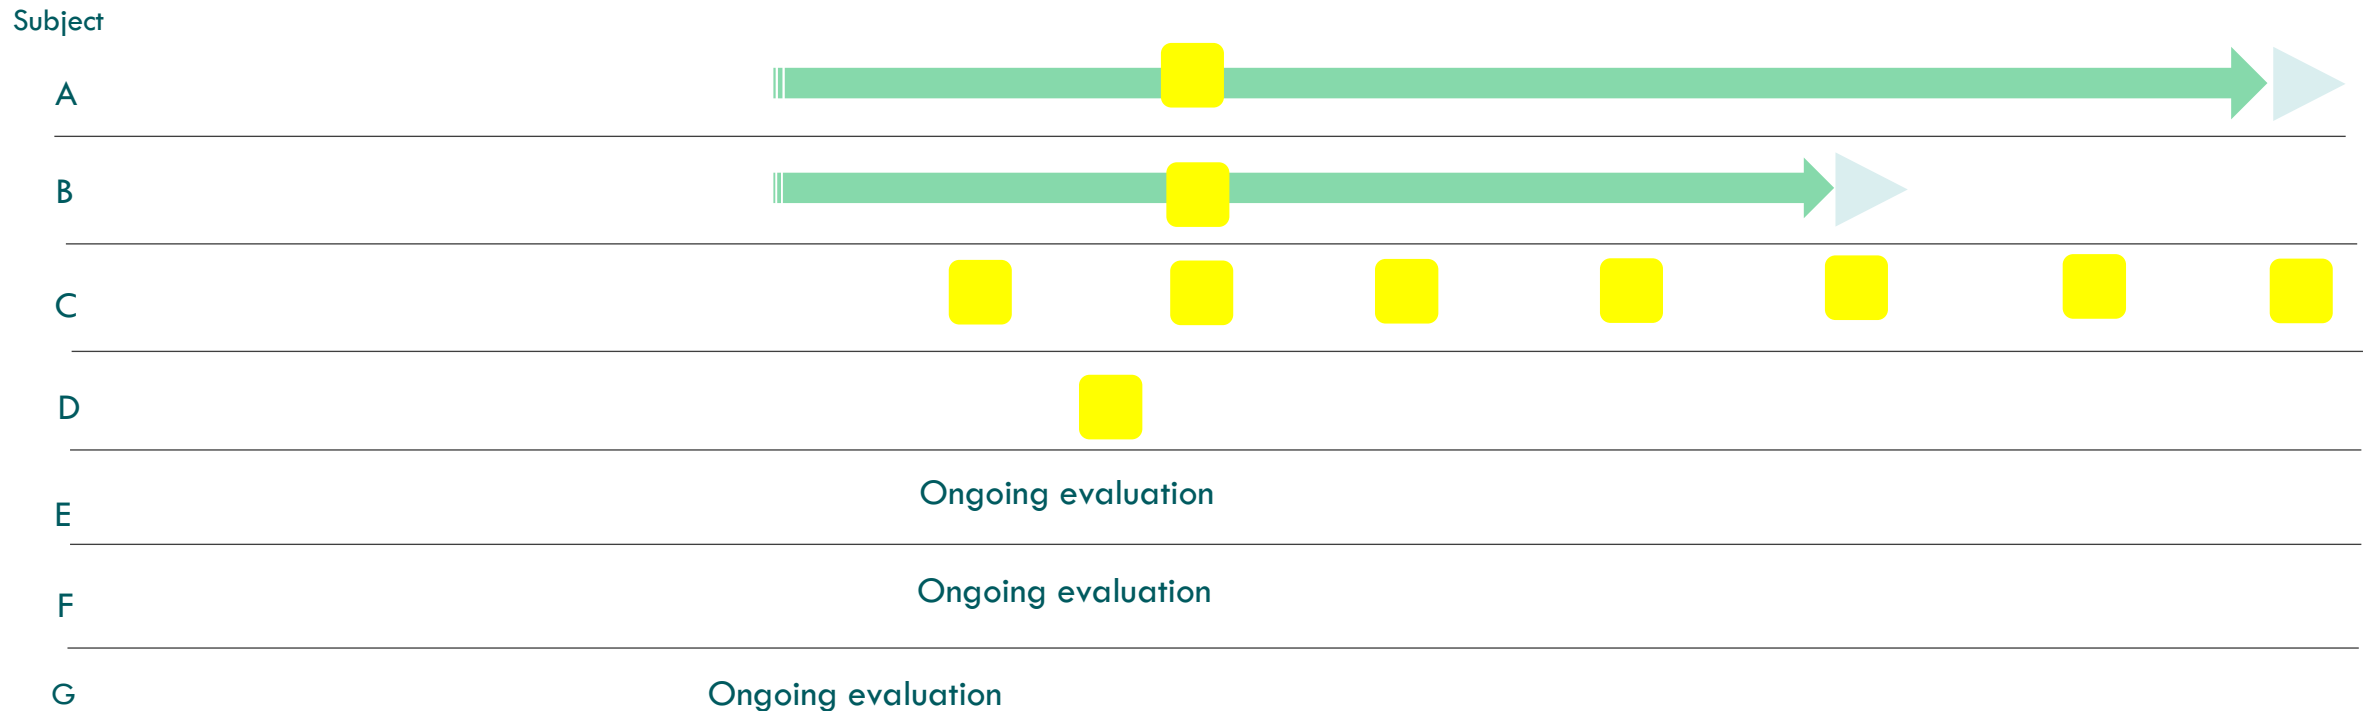 Subject
A
B
C
D
Ongoing evaluation
E
Ongoing evaluation
F
Ongoing evaluation
G